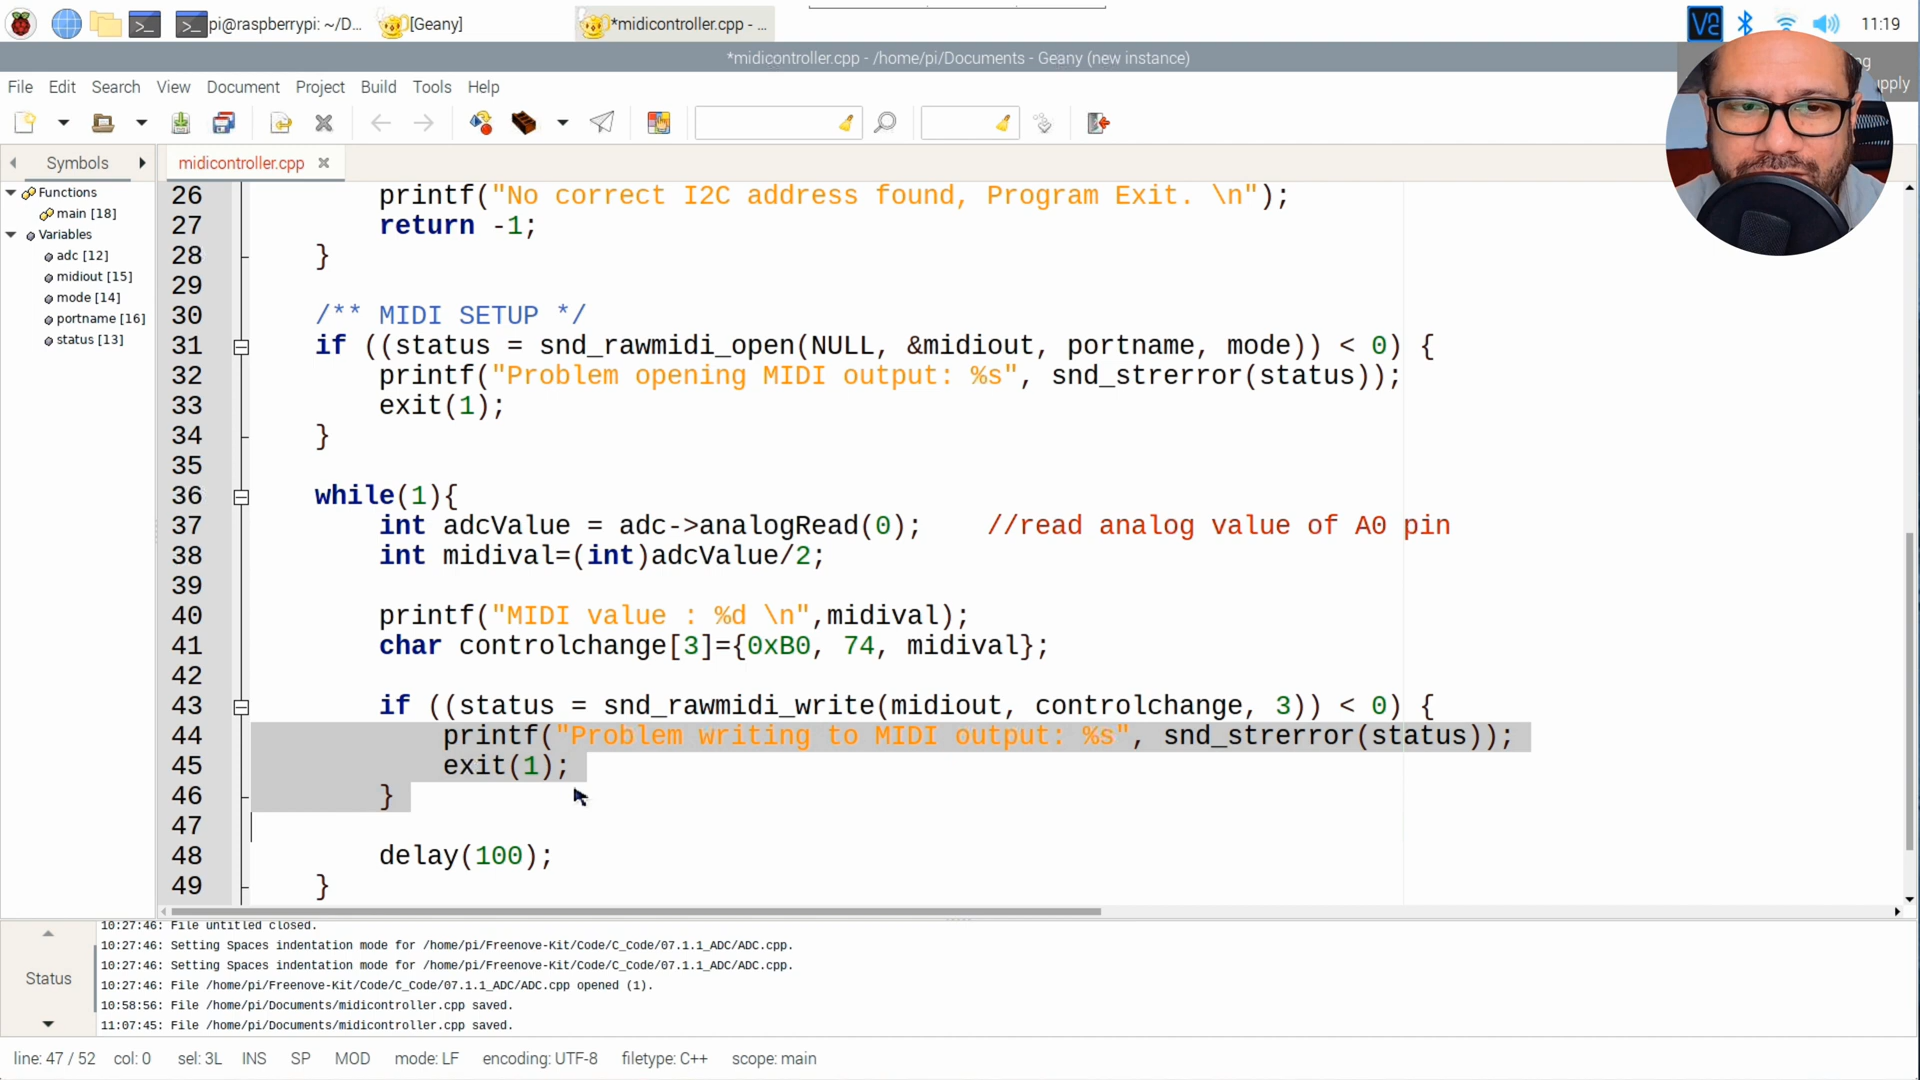 pi@raspberrypi: ~/D...
[Geany]
*midicontroller.cpp - ...
11:19
*midicontroller.cpp - /home/pi/Documents - Geany (new instance)
ng
pply
File Edit Search View Document Project Build Tools Help
Symbols
midicontroller.cpp
Functions
main [18]
Variables
adc [12]
midiout [15]
mode [14]
portname [16]
status [13]
26 printf("No correct I2C address found, Program Exit. \n");
27 return -1;
28 }
29
30 /** MIDI SETUP */
31 if ((status = snd_rawmidi_open(NULL, &midiout, portname, mode)) < 0) {
32 printf("Problem opening MIDI output: %s", snd_strerror(status));
33 exit(1);
34 }
35
36 while(1){
37 int adcValue = adc->analogRead(0); //read analog value of A0 pin
38 int midival=(int)adcValue/2;
39
40 printf("MIDI value : %d \n",midival);
41 char controlchange[3]={0xB0, 74, midival};
42
43 if ((status = snd_rawmidi_write(midiout, controlchange, 3)) < 0) {
44 printf("Problem writing to MIDI output: %s", snd_strerror(status));
45 exit(1);
46 }
47
48 delay(100);
49 }
Status
10:27:46: File untitled closed.
10:27:46: Setting Spaces indentation mode for /home/pi/Freenove-Kit/Code/C_Code/07.1.1_ADC/ADC.cpp.
10:27:46: Setting Spaces indentation mode for /home/pi/Freenove-Kit/Code/C_Code/07.1.1_ADC/ADC.cpp.
10:27:46: File /home/pi/Freenove-Kit/Code/C_Code/07.1.1_ADC/ADC.cpp opened (1).
10:58:56: File /home/pi/Documents/midicontroller.cpp saved.
11:07:45: File /home/pi/Documents/midicontroller.cpp saved.
line: 47 / 52 col: 0 sel: 3L INS SP MOD mode: LF encoding: UTF-8 filetype: C++ scope: main